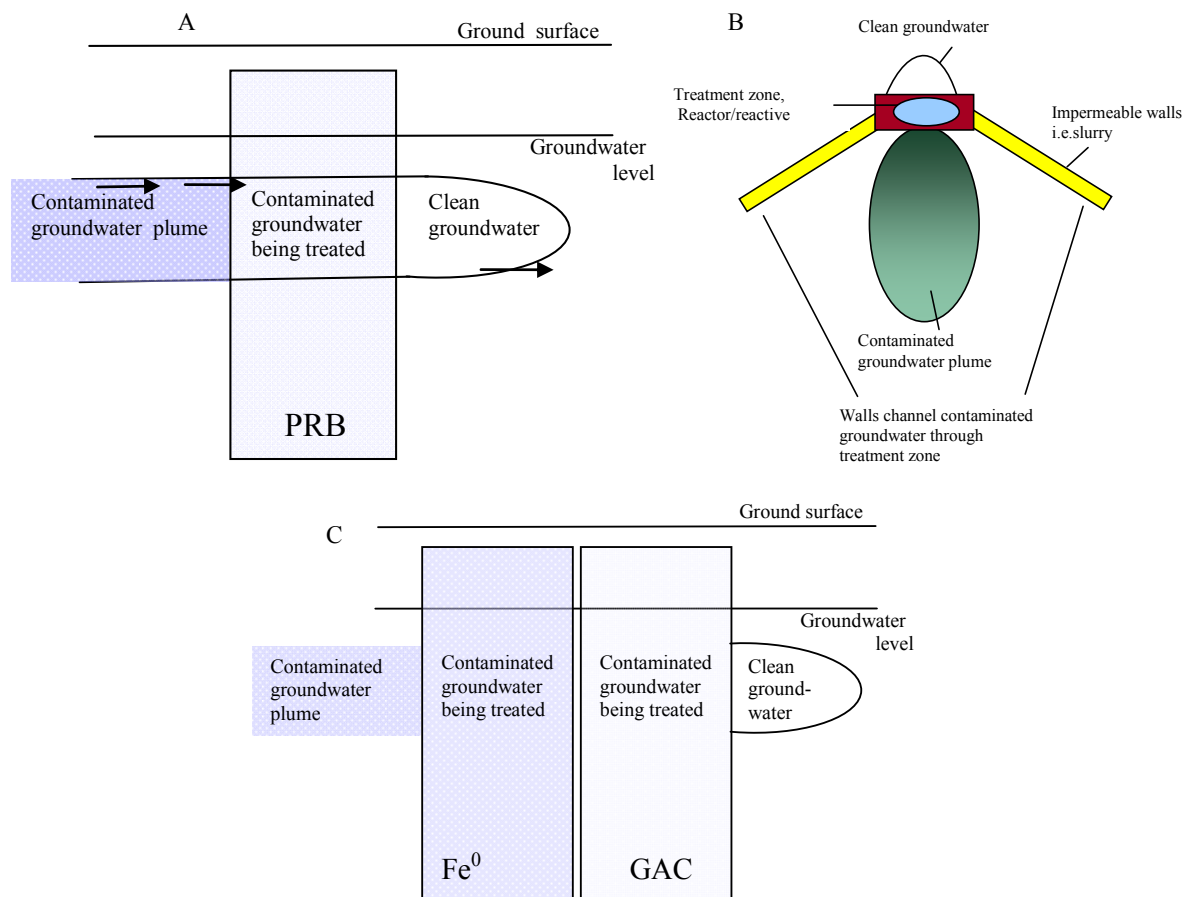 A
Ground surface
Groundwater
level
Contaminated
groundwater plume
Contaminated
groundwater
being treated
Clean
groundwater
PRB
B
Clean groundwater
Treatment zone,
Reactor/reactive
Impermeable walls
i.e.slurry
Contaminated
groundwater plume
Walls channel contaminated
groundwater through
treatment zone
C
Ground surface
Groundwater
level
Contaminated
groundwater
plume
Contaminated
groundwater
being treated
Contaminated
groundwater
being treated
Clean
ground-
water
Fe⁰
GAC